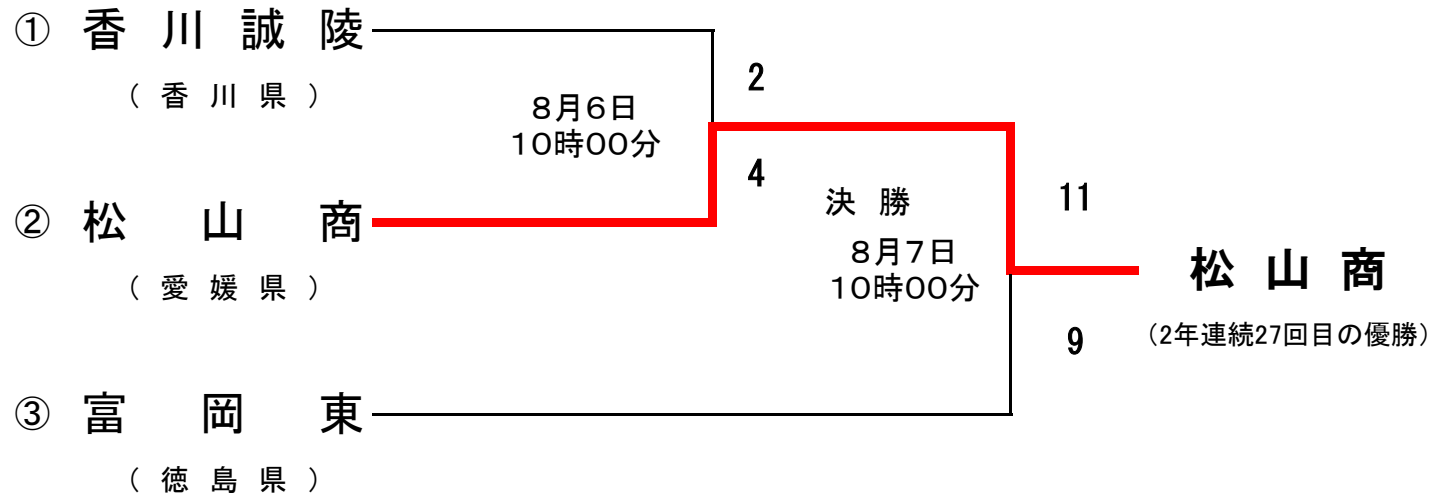 ① 香川誠陵
（香川県）
2
8月6日
10時00分
4
② 松山商
（愛媛県）
決勝
8月7日
10時00分
11
松山商
9
（2年連続27回目の優勝）
③ 富岡東
（徳島県）